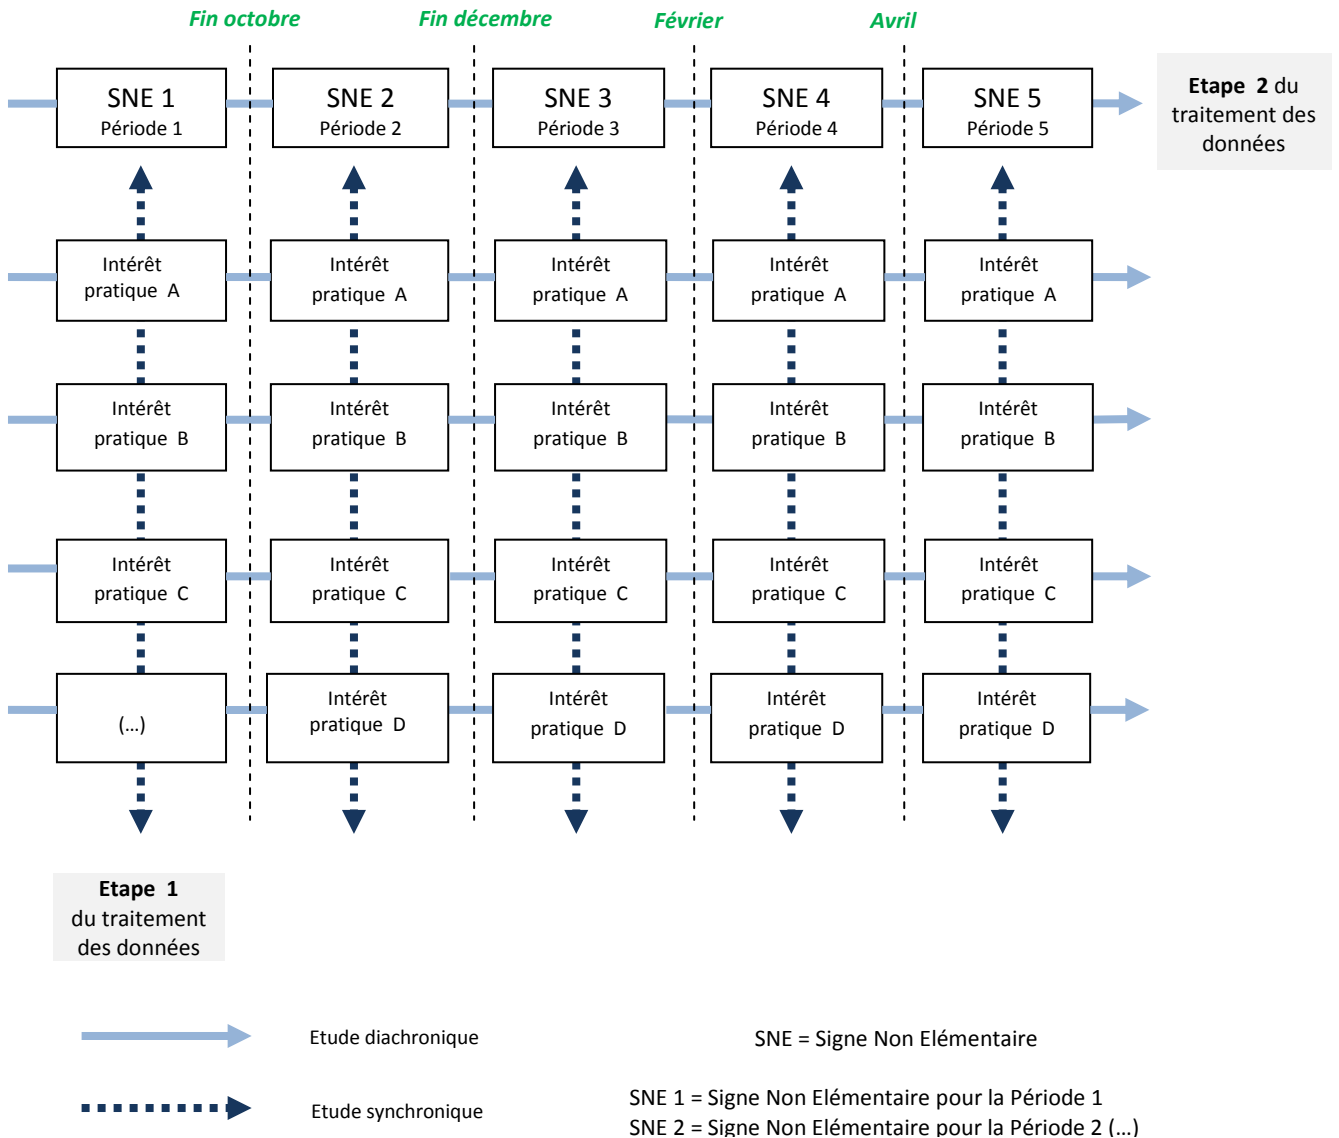 Fin octobre
Fin décembre
Février
Avril
SNE 1
Période 1
SNE 2
Période 2
SNE 3
Période 3
SNE 4
Période 4
SNE 5
Période 5
Etape 2 du
traitement des
données
Intérêt
pratique A
Intérêt
pratique A
Intérêt
pratique A
Intérêt
pratique A
Intérêt
pratique A
Intérêt
pratique B
Intérêt
pratique B
Intérêt
pratique B
Intérêt
pratique B
Intérêt
pratique B
Intérêt
pratique C
Intérêt
pratique C
Intérêt
pratique C
Intérêt
pratique C
Intérêt
pratique C
(...)
Intérêt
pratique D
Intérêt
pratique D
Intérêt
pratique D
Intérêt
pratique D
Etape 1
du traitement
des données
Etude diachronique
SNE = Signe Non Elémentaire
Etude synchronique
SNE 1 = Signe Non Elémentaire pour la Période 1
SNE 2 = Signe Non Elémentaire pour la Période 2 (...)